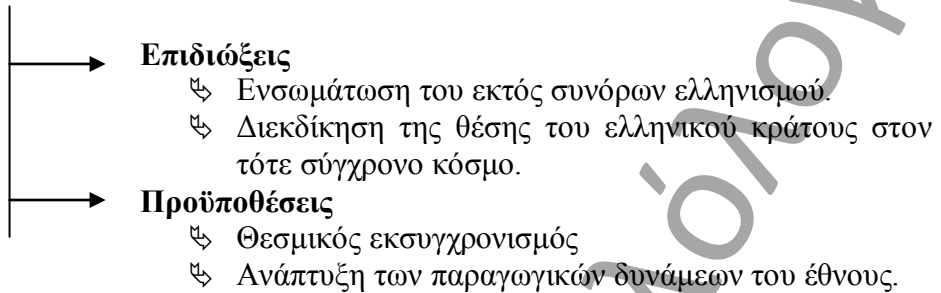 Επιδιώξεις
Ενσωμάτωση του εκτός συνόρων ελληνισμού.
Διεκδίκηση της θέσης του ελληνικού κράτους στον
τότε σύγχρονο κόσμο.
Προϋποθέσεις
Θεσμικός εκσυγχρονισμός
Ανάπτυξη των παραγωγικών δυνάμεων του έθνους.